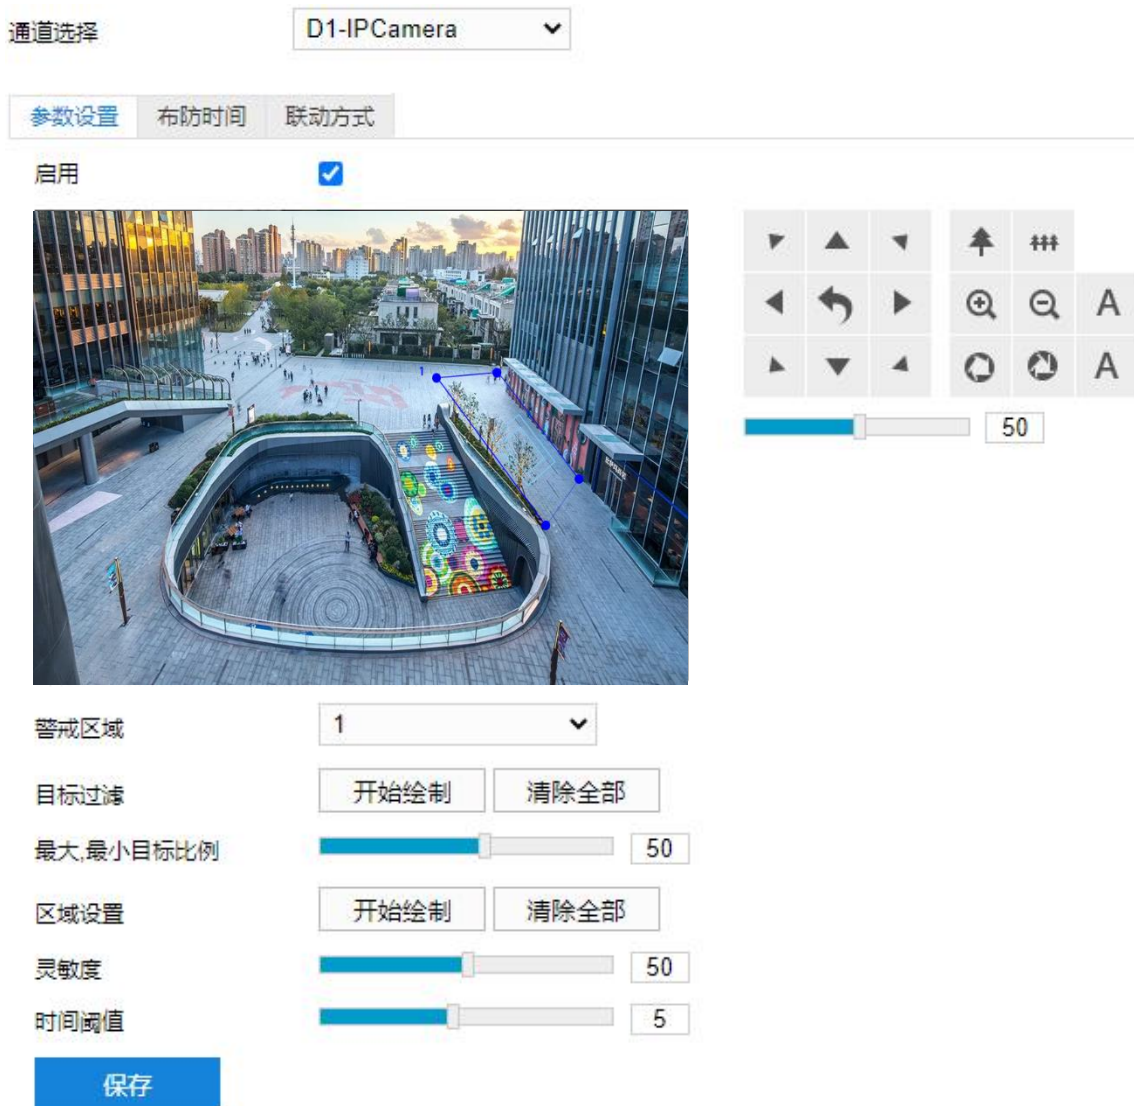 通道选择 D1-IPCamera
参数设置 布防时间 联动方式
启用
1
A
A
50
警戒区域 1
目标过滤 开始绘制 清除全部
最大,最小目标比例 50
区域设置 开始绘制 清除全部
灵敏度 50
时间阈值 5
保存